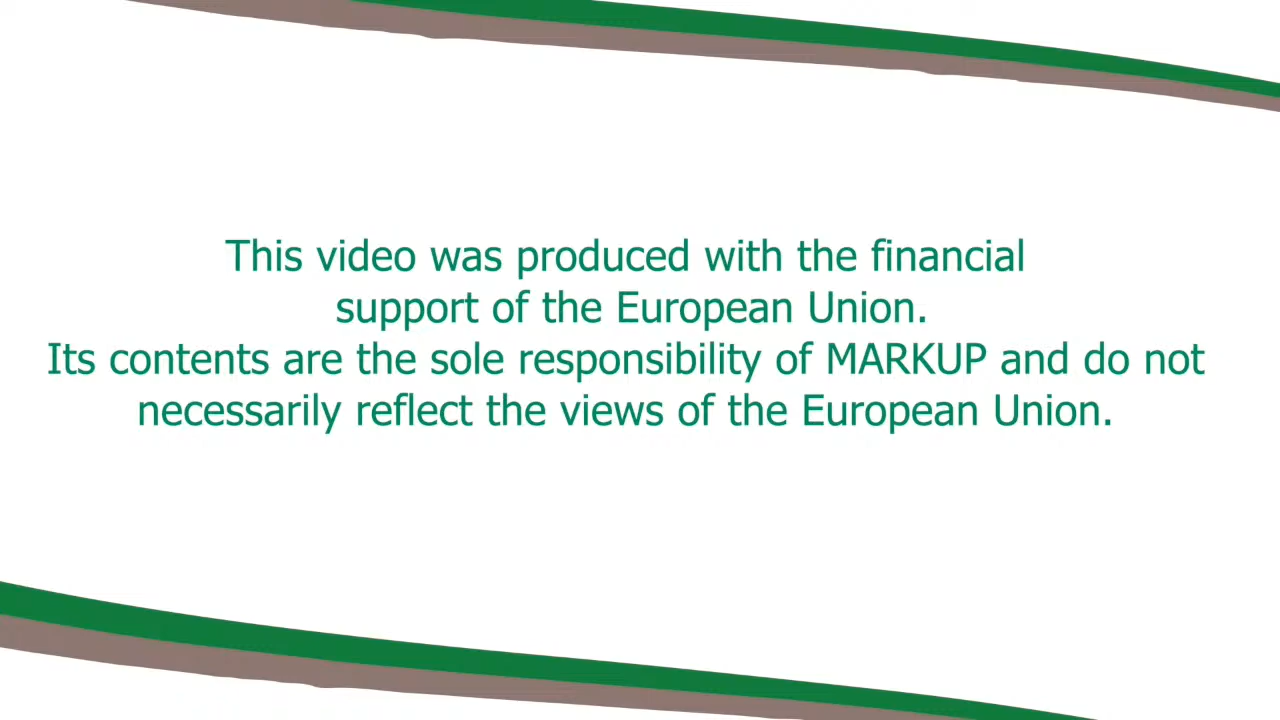 This video was produced with the financial
support of the European Union.
Its contents are the sole responsibility of MARKUP and do not
necessarily reflect the views of the European Union.